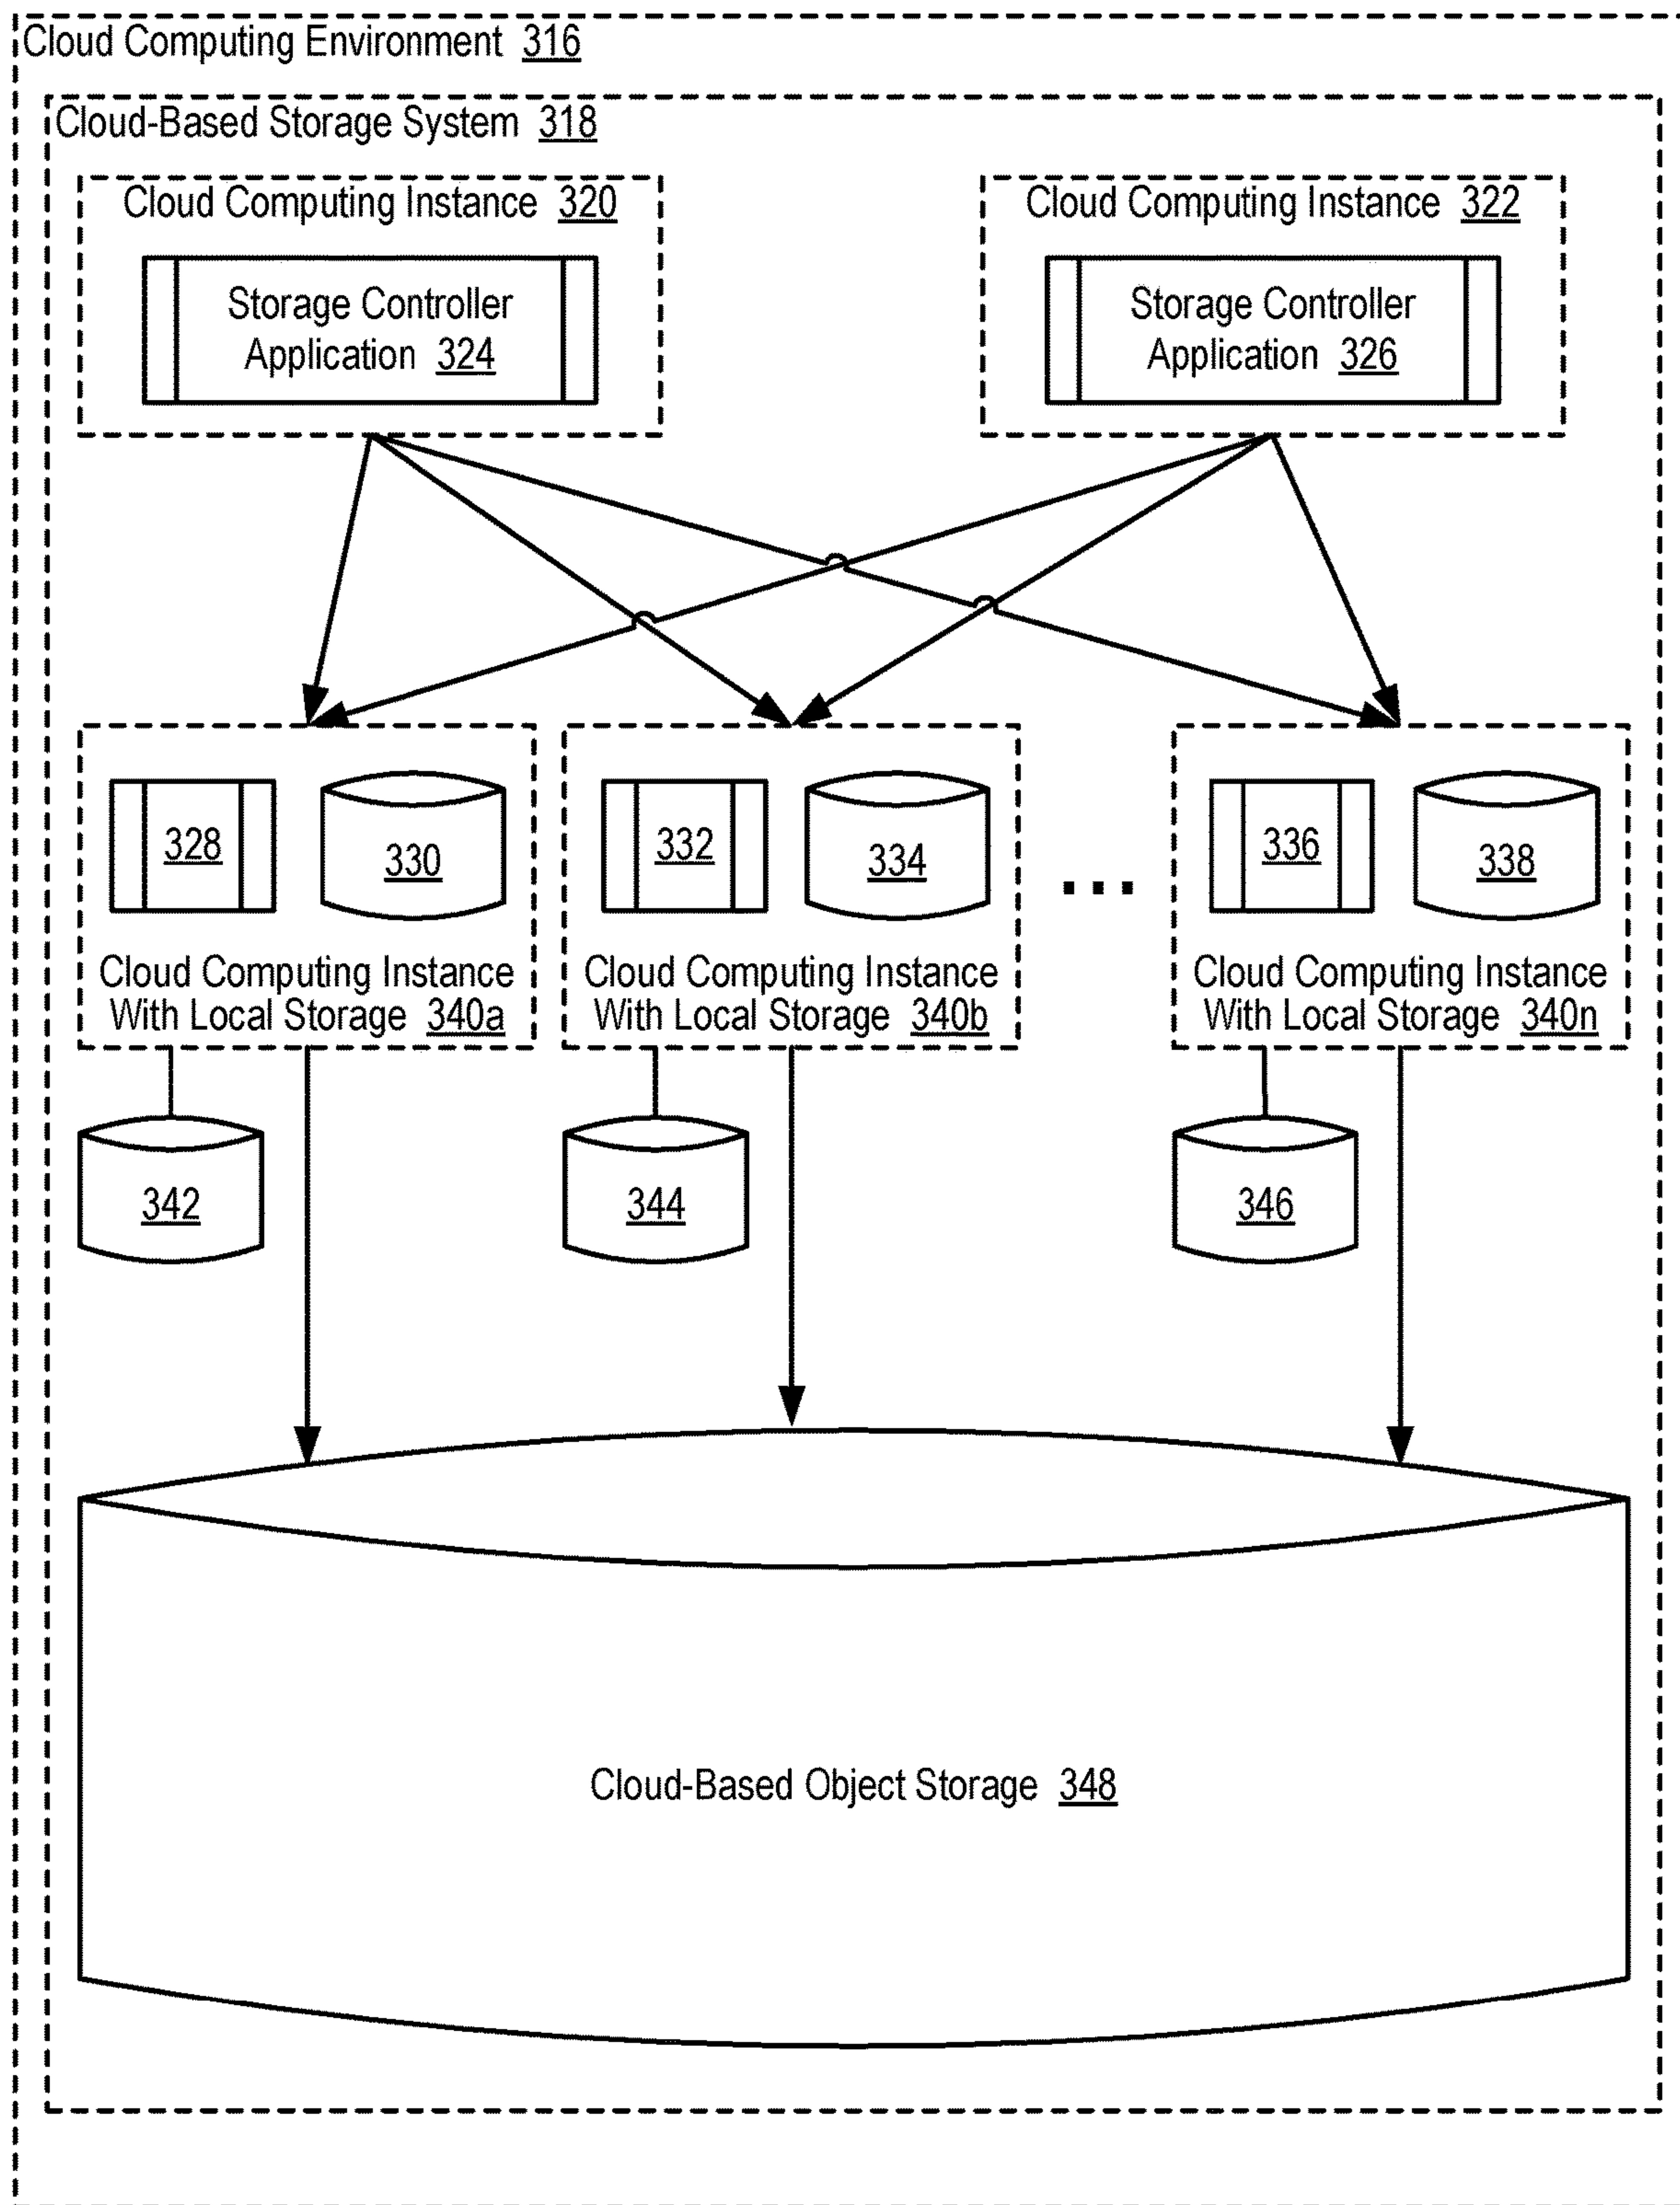 Cloud Computing Environment 316
Cloud-Based Storage System 318
Cloud Computing Instance 320
Storage Controller
Application 324
Cloud Computing Instance 322
Storage Controller
Application 326
328
330
Cloud Computing Instance
With Local Storage 340a
332
334
Cloud Computing Instance
With Local Storage 340b
...
336
338
Cloud Computing Instance
With Local Storage 340n
342
344
346
Cloud-Based Object Storage 348